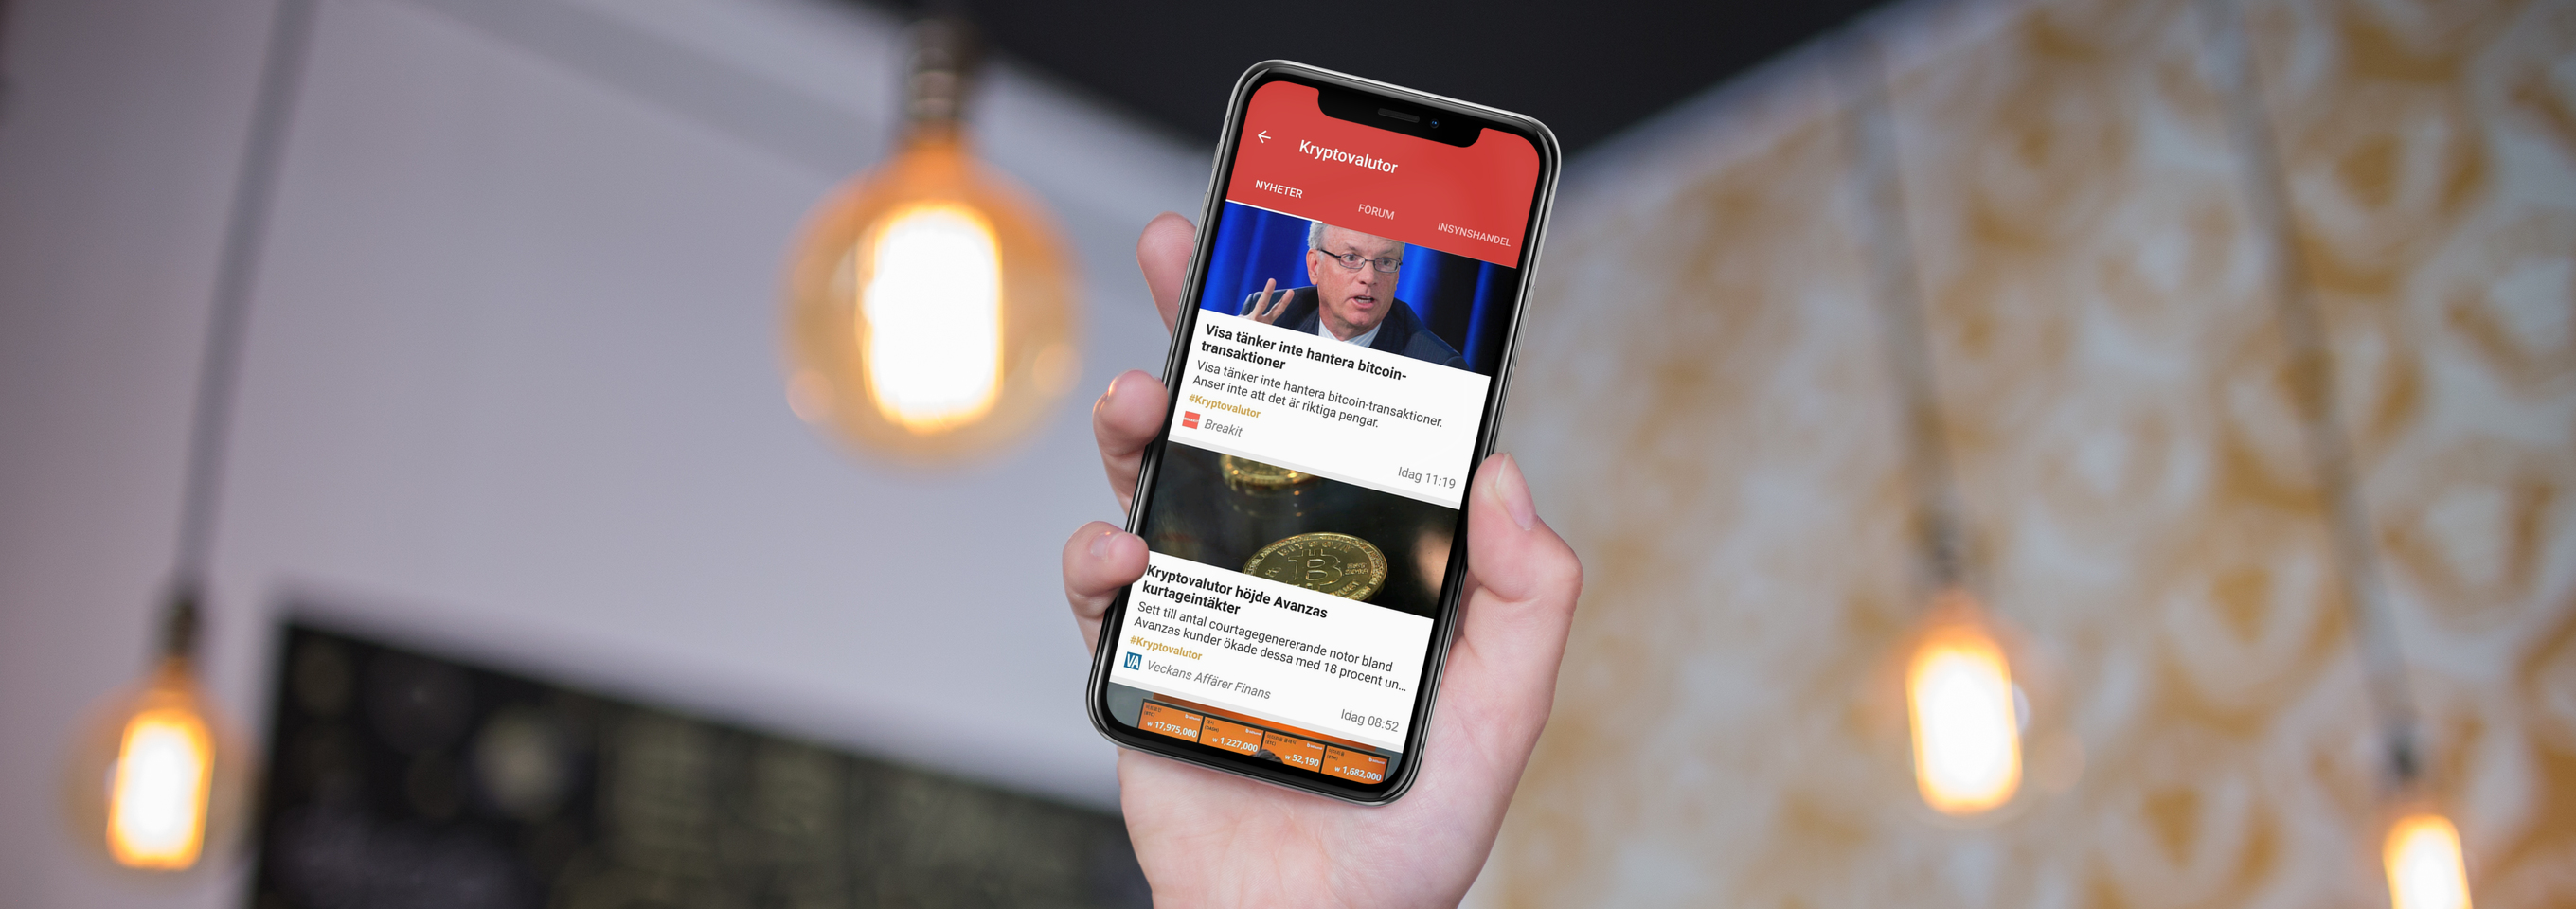 Kryptovalutor
NYHETER
FORUM
INSYNSHANDEL
Visa tänker inte hantera bitcoin-
transaktioner
Visa tänker inte hantera bitcoin-transaktioner.
Anser inte att det är riktiga pengar.
#Kryptovalutor
Breakit
Idag 11:19
Kryptovalutor höjde Avanzas
kurtageintäkter
Sett till antal courtagegenererande notor bland
Avanzas kunder ökade dessa med 18 procent un...
#Kryptovalutor
VA
Veckans Affärer Finans
Idag 08:52
17,975,000
1,227,000
52,190
1,682,000